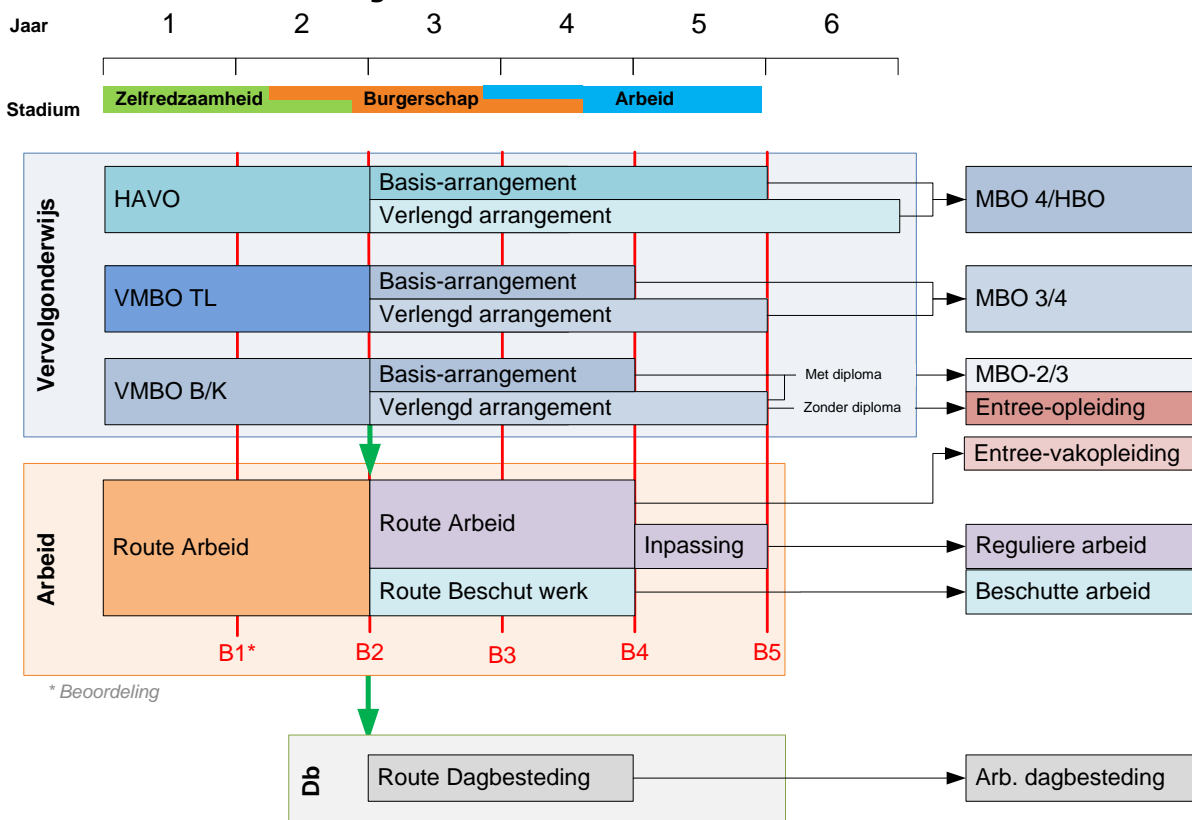 Jaar 1 2 3 4 5 6
Stadium Zelfredzaamheid Burgerschap Arbeid
Vervolgonderwijs
HAVO
Basis-arrangement
Verlengd arrangement
MBO 4/HBO
VMBO TL
Basis-arrangement
Verlengd arrangement
MBO 3/4
VMBO B/K
Basis-arrangement
Verlengd arrangement
Met diploma
Zonder diploma
MBO-2/3
Entree-opleiding
Entree-vakopleiding
Arbeid
Route Arbeid
Route Arbeid
Inpassing
Route Beschut werk
Reguliere arbeid
Beschutte arbeid
B1* B2 B3 B4 B5
* Beoordeling
Db
Route Dagbesteding
Arb. dagbesteding